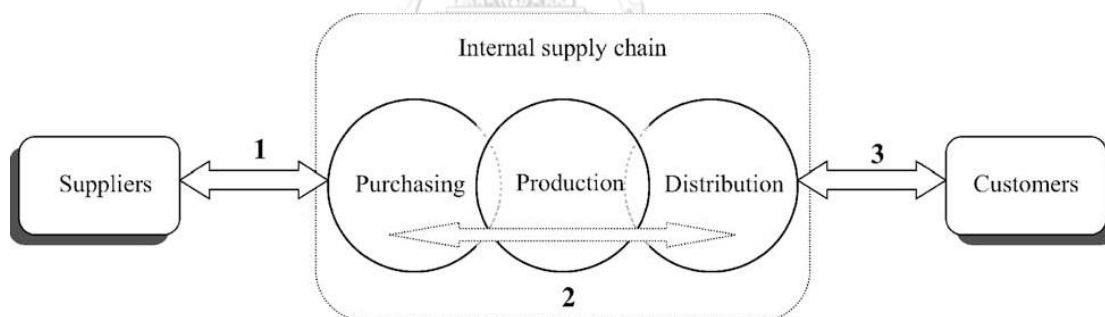 Internal supply chain
1
3
Suppliers
Purchasing
Production
Distribution
Customers
2